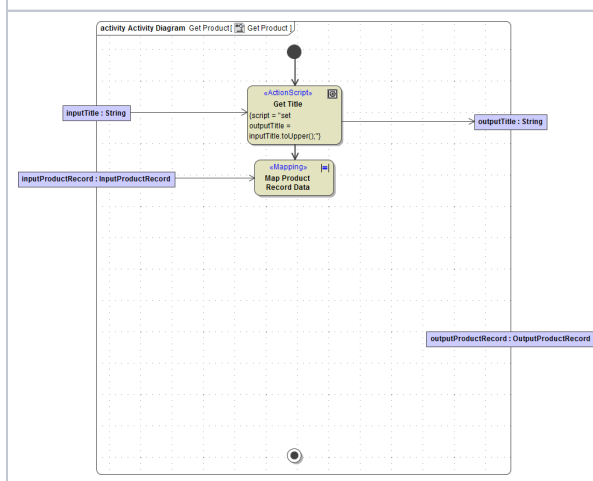 activity Activity Diagram Get Product [ Get Product ]
«ActionScript»
Get Title
{script = "set
outputTitle =
inputTitle.toUpper();"}
inputTitle : String
outputTitle : String
«Mapping»
Map Product
Record Data
inputProductRecord : InputProductRecord
outputProductRecord : OutputProductRecord